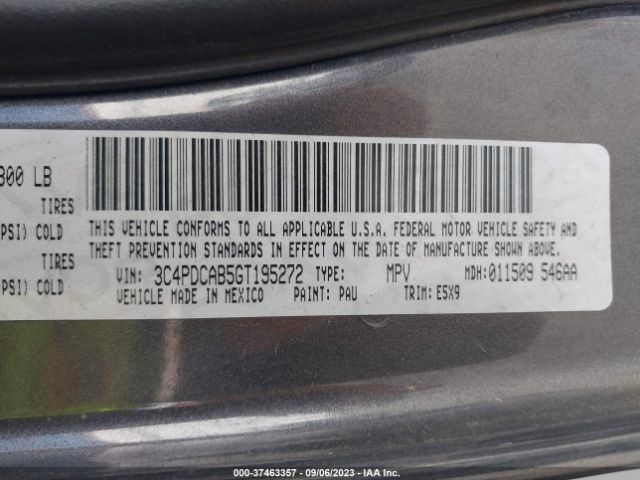 300 LB
TIRES
THIS VEHICLE CONFORMS TO ALL APPLICABLE U.S.A. FEDERAL MOTOR VEHICLE SAFETY AND
PSI) COLD
THEFT PREVENTION STANDARDS IN EFFECT ON THE DATE OF MANUFACTURE SHOWN ABOVE.
TIRES
VIN: 3C4PDCAB5GT195272 TYPE: MPV MDH:011509 546AA
PSI) COLD
VEHICLE MADE IN MEXICO PAINT: PAU TRIM: E5X9
000-37463357 - 09/06/2023 - IAA Inc.